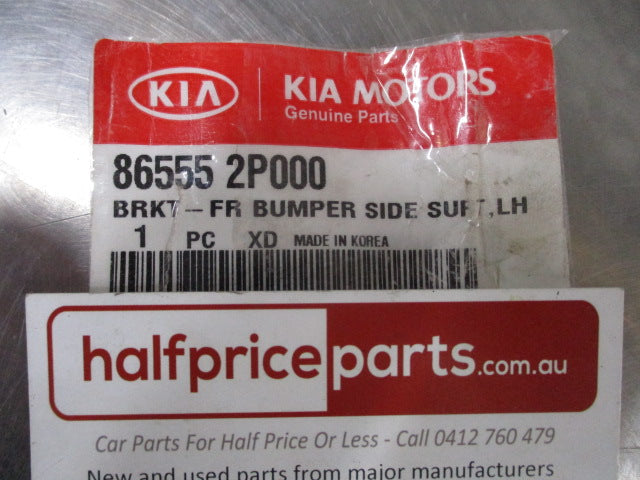 KIA KIA MOTORS
Genuine Parts
86555 2P000
BRKT-FR BUMPER SIDE SUPT,LH
1 PC XD MADE IN KOREA
halfpriceparts.com.au
Car Parts For Half Price Or Less - Call 0412 760 479
New and used parts from major manufacturers